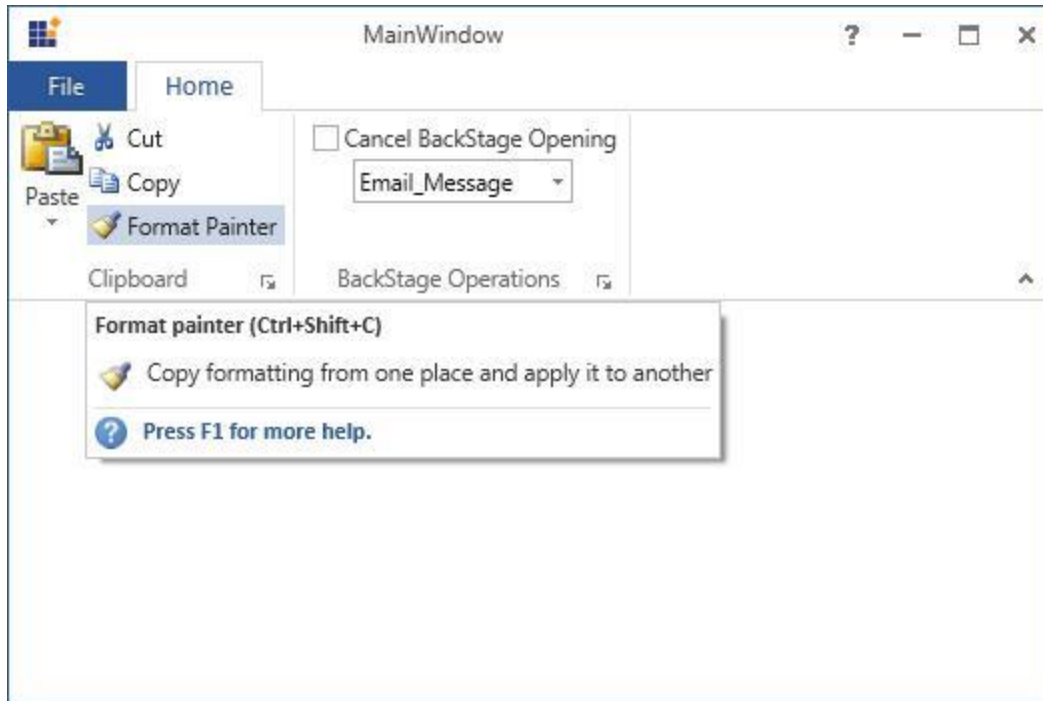 MainWindow
?
File Home
Cut
Cancel BackStage Opening
Copy
Email_Message
Paste
Format Painter
Clipboard
BackStage Operations
Format painter (Ctrl+Shift+C)
Copy formatting from one place and apply it to another
? Press F1 for more help.